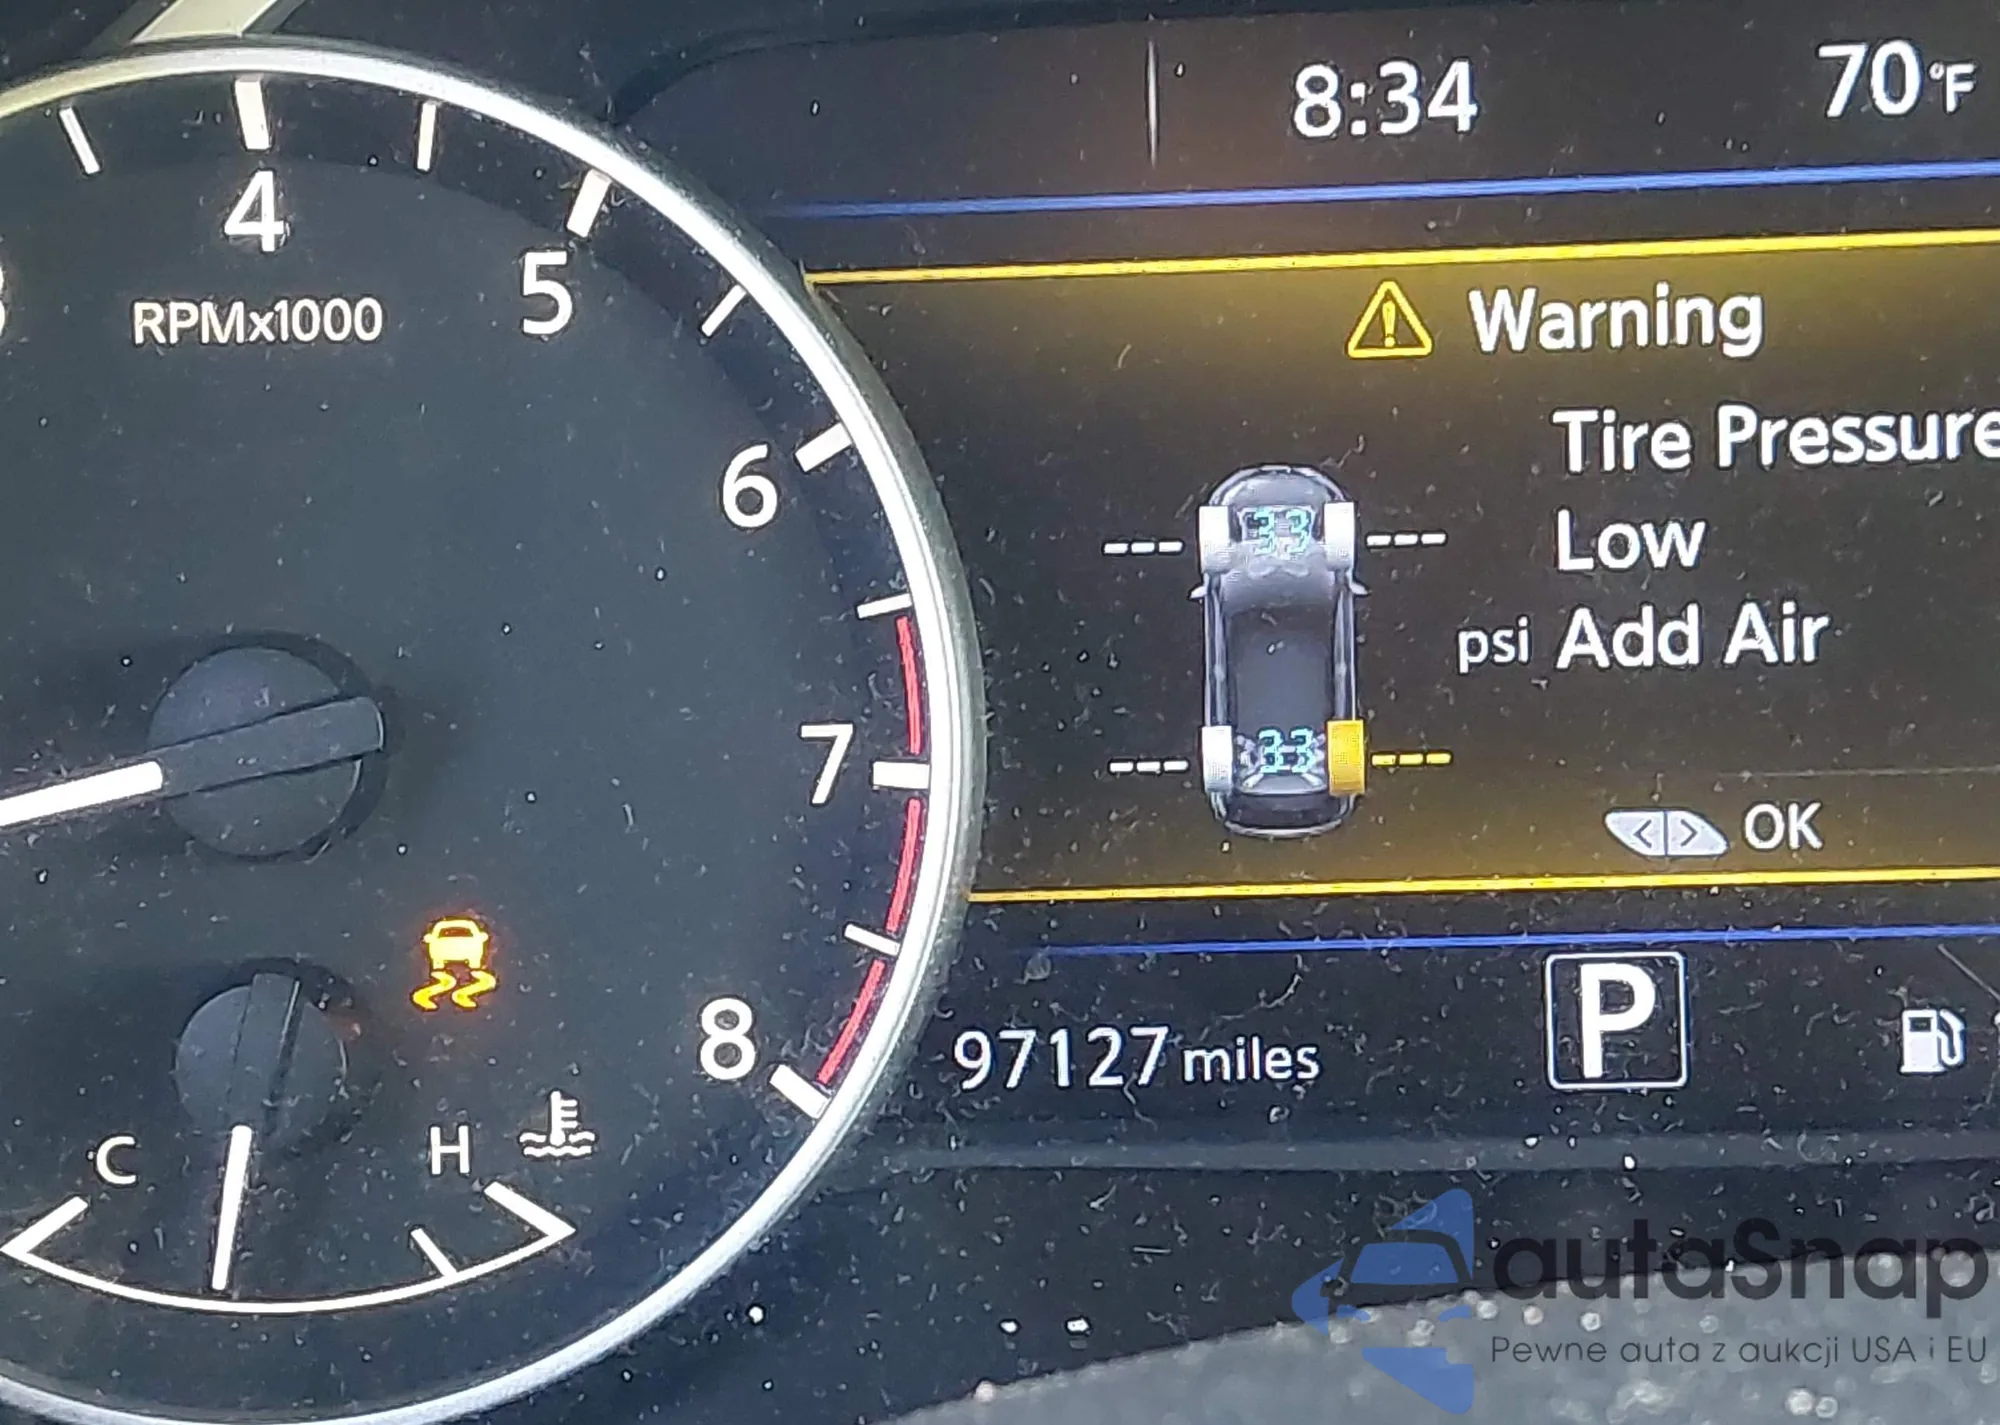 8:34
70°F
4
5
RPMx1000
6
7
8
Warning
Tire Pressure
Low
psi Add Air
33
---
---
33
---
---
< > OK
97127 miles
P
C
H
autaSnap
Pewne auta z aukcji USA i EU